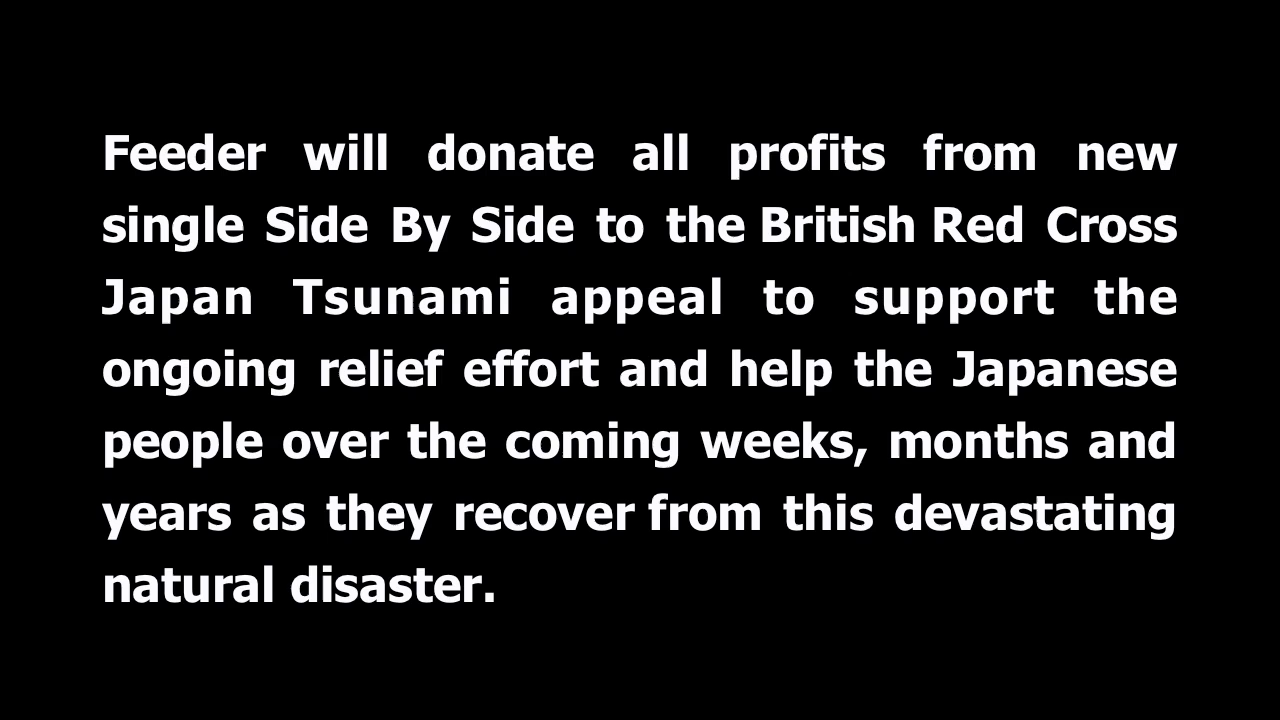 Feeder will donate all profits from new
single Side By Side to the British Red Cross
Japan Tsunami appeal to support the
ongoing relief effort and help the Japanese
people over the coming weeks, months and
years as they recover from this devastating
natural disaster.